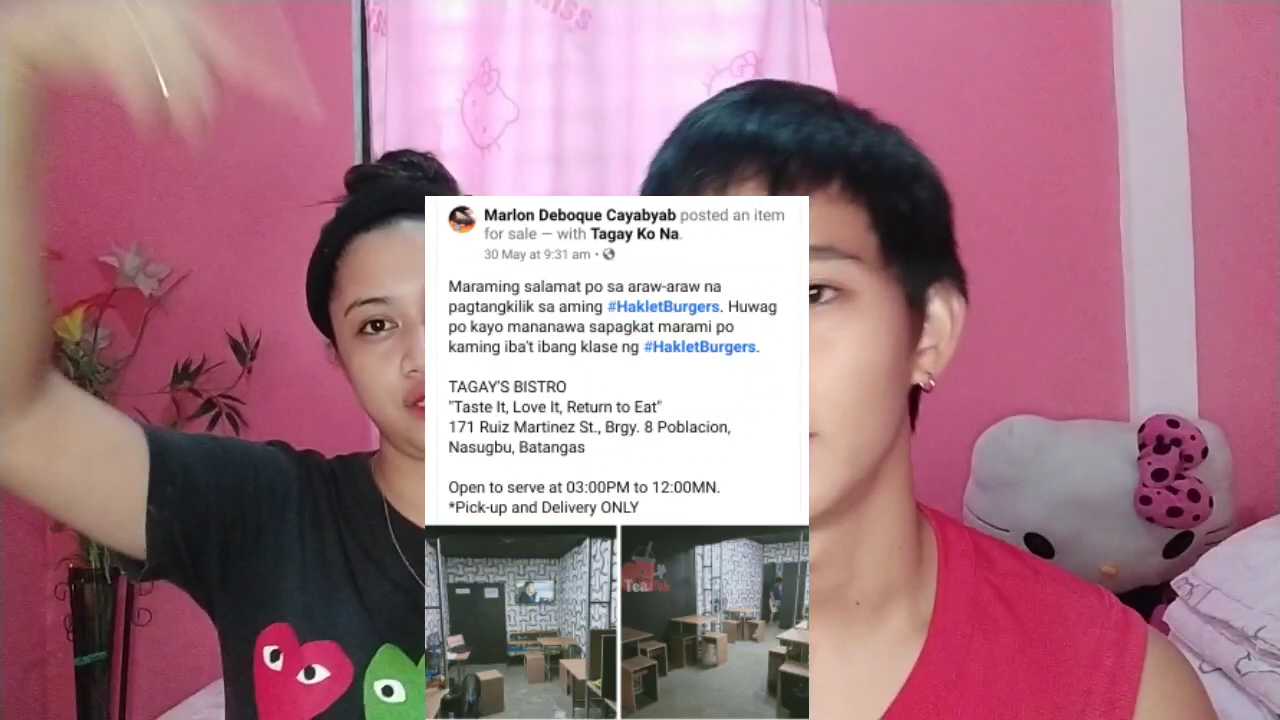 Marlon Deboque Cayabyab posted an item
for sale — with Tagay Ko Na.
30 May at 9:31 am •
Maraming salamat po sa araw-araw na
pagtangkilik sa aming #HakletBurgers. Huwag
po kayo mananawa sapagkat marami po
kaming iba't ibang klase ng #HakletBurgers.
TAGAY'S BISTRO
"Taste It, Love It, Return to Eat"
171 Ruiz Martinez St., Brgy. 8 Poblacion,
Nasugbu, Batangas
Open to serve at 03:00PM to 12:00MN.
*Pick-up and Delivery ONLY